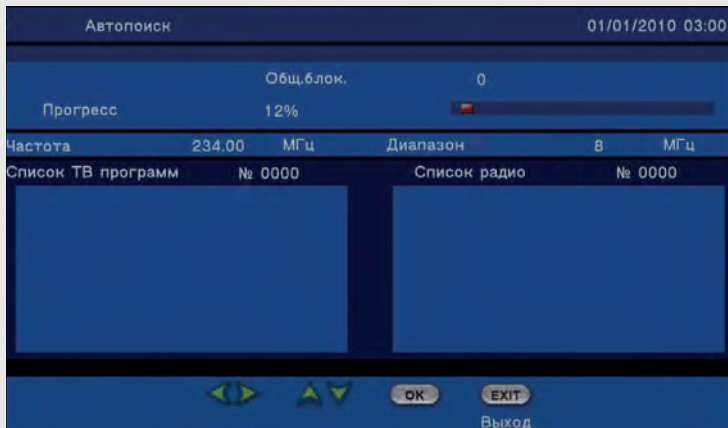 Автопоиск 01/01/2010 03:00
Общ.блок. 0
Прогресс 12%
Частота 234.00 МГц Диапазон 8 МГц
Список ТВ программ № 0000 Список радио № 0000
OK EXIT
Выход